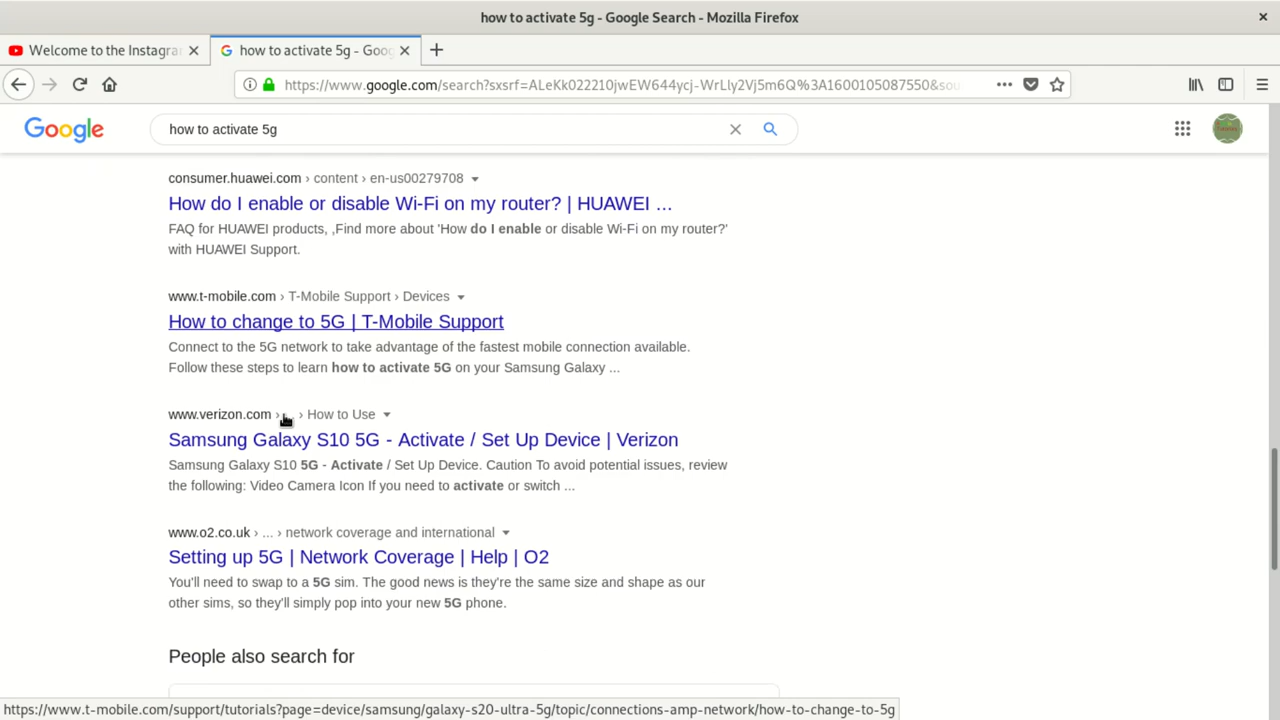 how to activate 5g - Google Search - Mozilla Firefox
Welcome to the Instagra
how to activate 5g - Goog
https://www.google.com/search?sxsrf=ALeKk022210jwEW644ycj-WrLly2Vj5m6Q%3A1600105087550&sou
Google
how to activate 5g
consumer.huawei.com › content › en-us00279708
How do I enable or disable Wi-Fi on my router? | HUAWEI ...
FAQ for HUAWEI products, ,Find more about 'How do I enable or disable Wi-Fi on my router?'
with HUAWEI Support.
www.t-mobile.com › T-Mobile Support › Devices
How to change to 5G | T-Mobile Support
Connect to the 5G network to take advantage of the fastest mobile connection available.
Follow these steps to learn how to activate 5G on your Samsung Galaxy ...
www.verizon.com › ... › How to Use
Samsung Galaxy S10 5G - Activate / Set Up Device | Verizon
Samsung Galaxy S10 5G - Activate / Set Up Device. Caution To avoid potential issues, review
the following: Video Camera Icon If you need to activate or switch ...
www.o2.co.uk › ... › network coverage and international
Setting up 5G | Network Coverage | Help | O2
You'll need to swap to a 5G sim. The good news is they're the same size and shape as our
other sims, so they'll simply pop into your new 5G phone.
People also search for
https://www.t-mobile.com/support/tutorials?page=device/samsung/galaxy-s20-ultra-5g/topic/connections-amp-network/how-to-change-to-5g